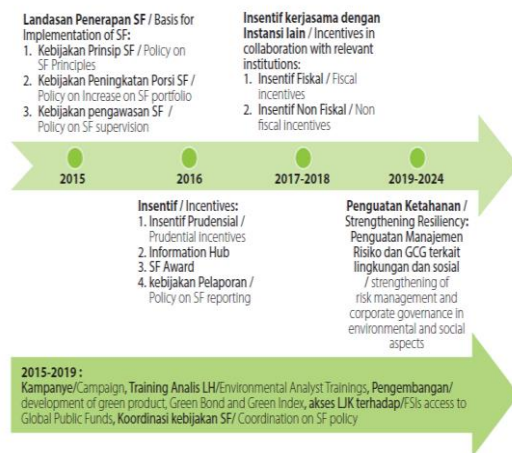 Landasan Penerapan SF / Basis for
Implementation of SF:
1. Kebijakan Prinsip SF / Policy on
SF Principles
2. Kebijakan Peningkatan Porsi SF /
Policy on Increase on SF portfolio
3. Kebijakan pengawasan SF /
Policy on SF supervision
Insentif kerjasama dengan
Instansi lain / Incentives in
collaboration with relevant
institutions:
1. Insentif Fiskal / Fiscal
incentives
2. Insentif Non Fiskal / Non
fiscal incentives
2015
2016
2017-2018
2019-2024
Insentif / Incentives:
1. Insentif Prudensial /
Prudential incentives
2. Information Hub
3. SF Award
4. kebijakan Pelaporan /
Policy on SF reporting
Penguatan Ketahanan /
Strengthening Resiliency:
Penguatan Manajemen
Risiko dan GCG terkait
lingkungan dan sosial
/ strengthening of
risk management and
corporate governance in
environmental and social
aspects
2015-2019 :
Kampanye/Campaign, Training Analis LH/Environmental Analyst Trainings, Pengembangan/
development of green product, Green Bond and Green Index, akses LJK terhadap/FSIs access to
Global Public Funds, Koordinasi kebijakan SF/ Coordination on SF policy